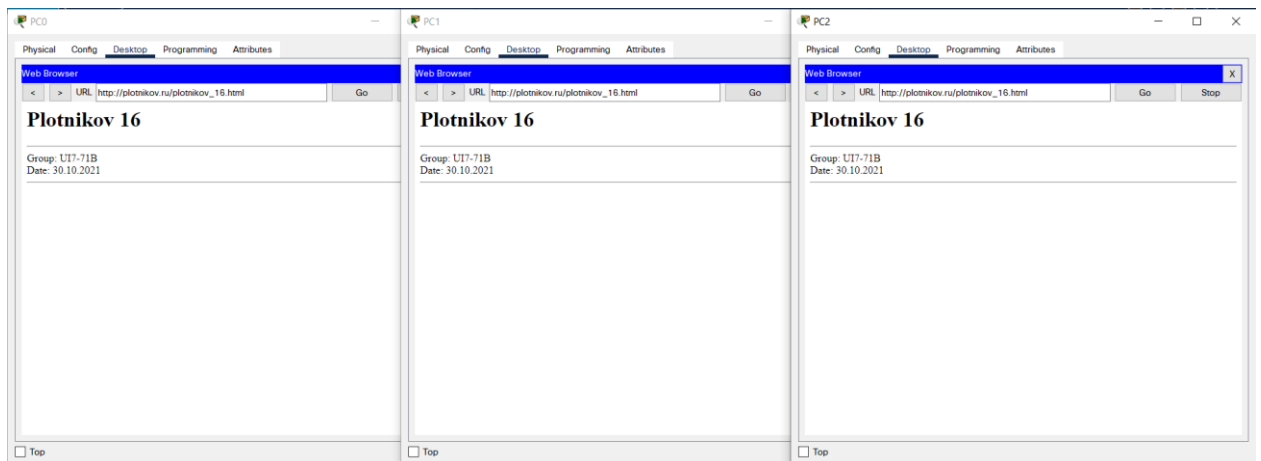 PC0
Physical Config Desktop Programming Attributes
Web Browser
< > URL http://plotnikov.ru/plotnikov_16.html Go
Plotnikov 16
Group: UI7-71B
Date: 30.10.2021
Top
PC1
Physical Config Desktop Programming Attributes
Web Browser
< > URL http://plotnikov.ru/plotnikov_16.html Go
Plotnikov 16
Group: UI7-71B
Date: 30.10.2021
Top
PC2
Physical Config Desktop Programming Attributes
Web Browser X
< > URL http://plotnikov.ru/plotnikov_16.html Go Stop
Plotnikov 16
Group: UI7-71B
Date: 30.10.2021
Top